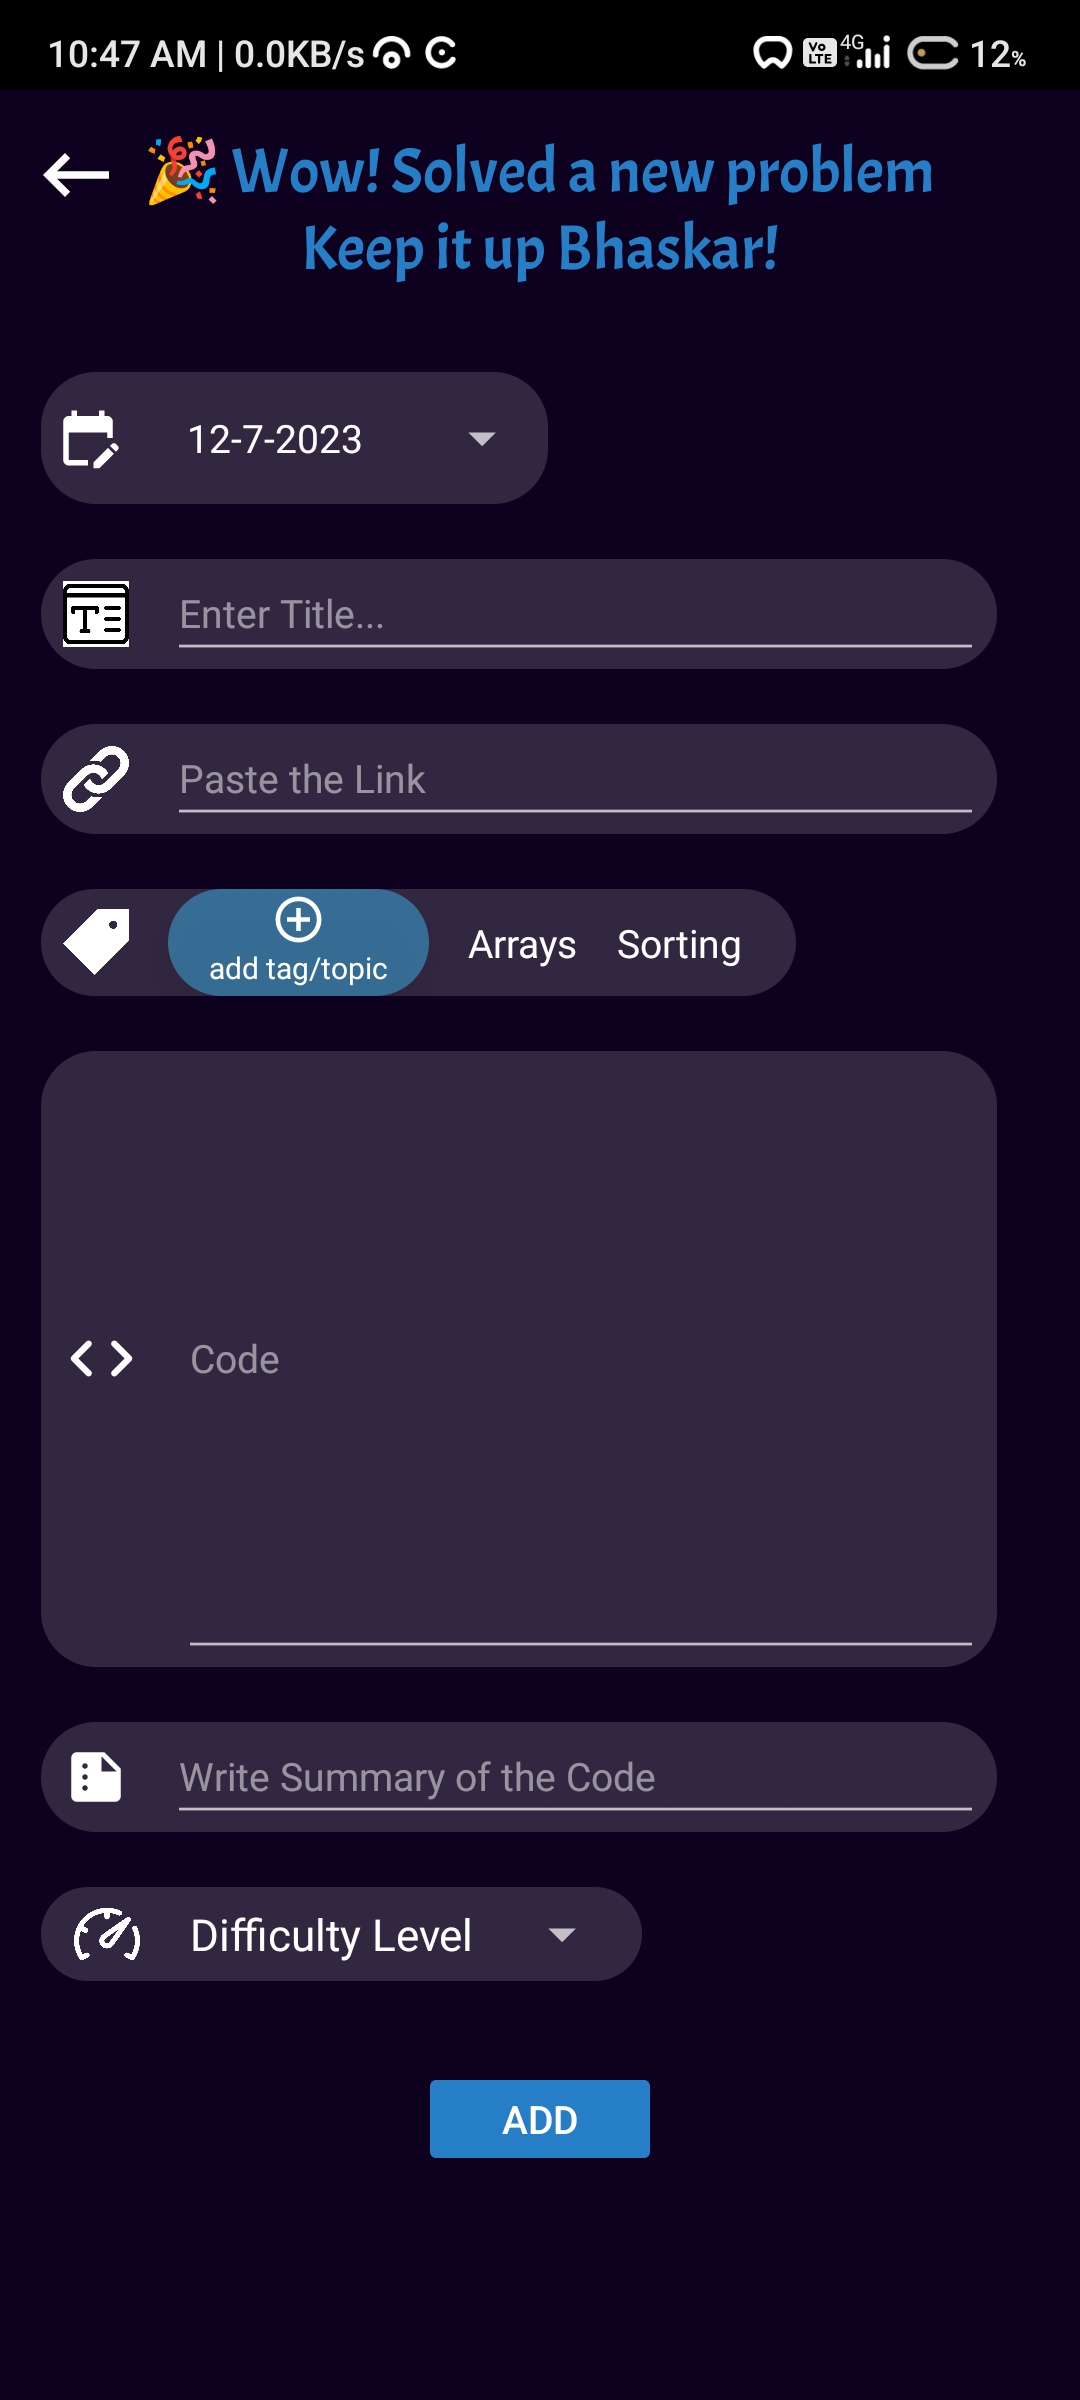 10:47 AM | 0.0KB/s Vo LTE 4G 12%
Wow! Solved a new problem
Keep it up Bhaskar!
12-7-2023
Enter Title...
Paste the Link
add tag/topic Arrays Sorting
Code
Write Summary of the Code
Difficulty Level
ADD